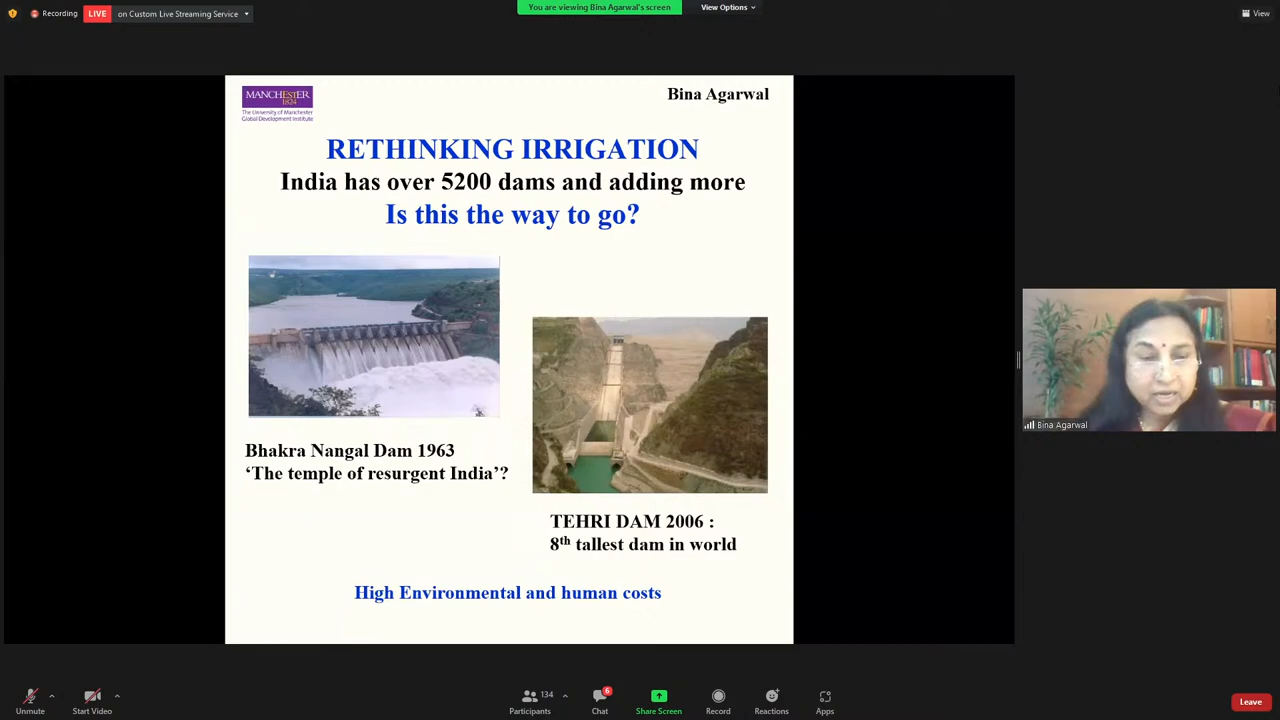 Recording
LIVE
on Custom Live Streaming Service
You are viewing Bina Agarwal's screen
View Options
View
MANCHESTER
1824
The University of Manchester
Global Development Institute
Bina Agarwal
RETHINKING IRRIGATION
India has over 5200 dams and adding more
Is this the way to go?
Bhakra Nangal Dam 1963
‘The temple of resurgent India’?
TEHRI DAM 2006 :
8th tallest dam in world
High Environmental and human costs
Bina Agarwal
Unmute
Start Video
134
Participants
6
Chat
Share Screen
Record
Reactions
Apps
Leave